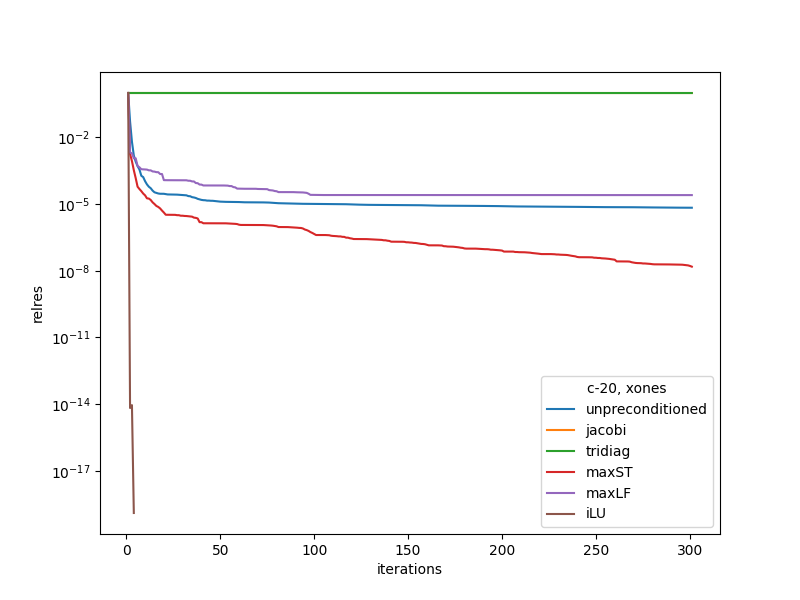 10⁻²
10⁻⁵
10⁻⁸
10⁻¹¹
10⁻¹⁴
10⁻¹⁷
relres
0 50 100 150 200 250 300
iterations
c-20, xones
unpreconditioned
jacobi
tridiag
maxST
maxLF
iLU